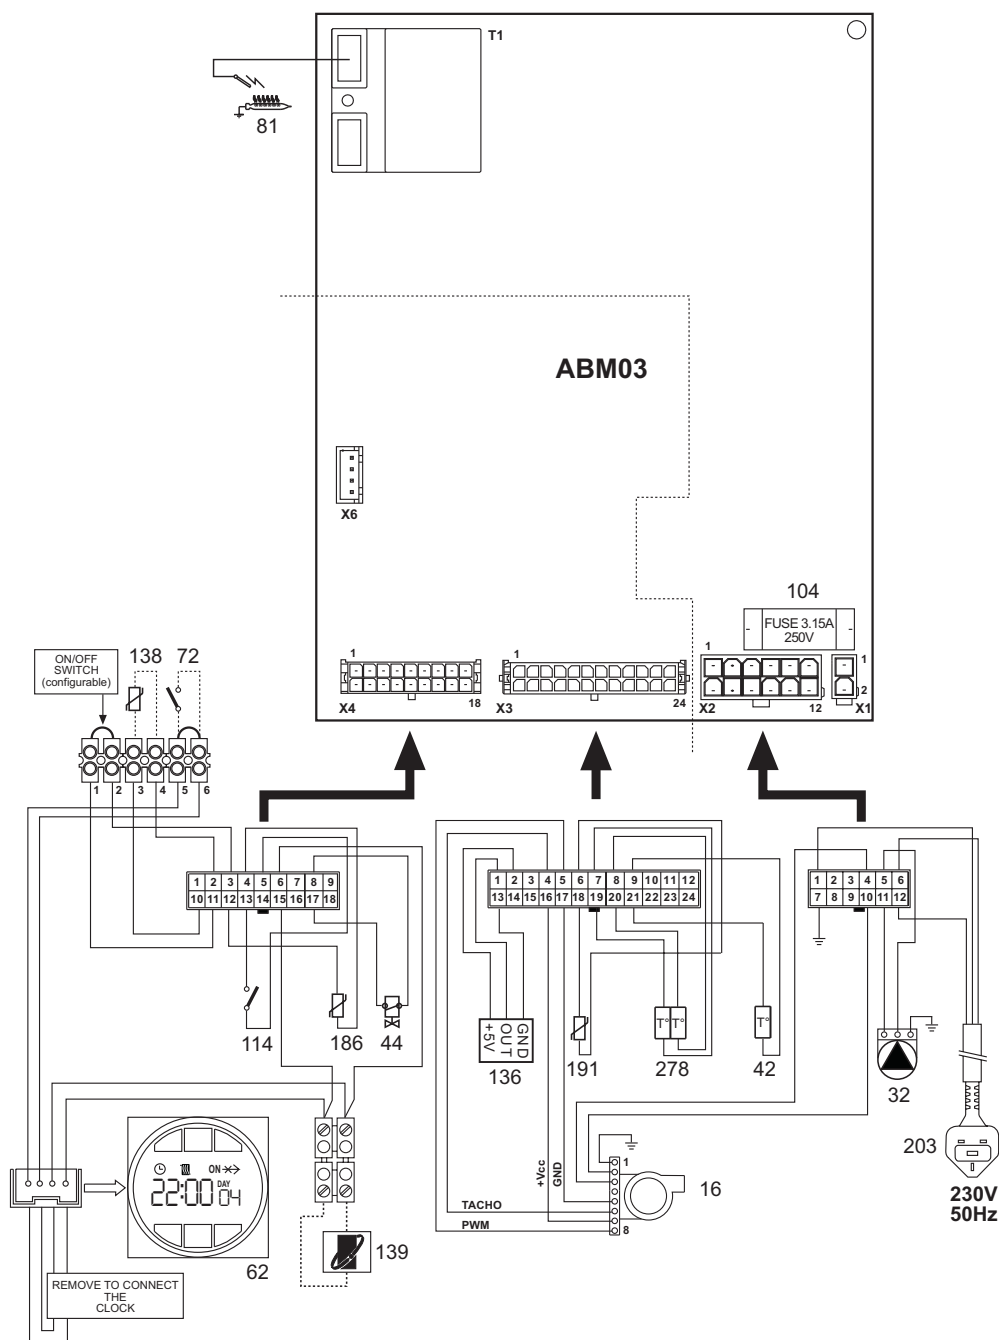 T1
81
ABM03
X6
104
FUSE 3.15A
250V
1
18
X4
1
24
X3
1
12
X2
1
2
X1
ON/OFF
SWITCH
(configurable)
138
72
1 2 3 4 5 6
1 2 3 4 5 6 7 8 9
10 11 12 13 14 15 16 17 18
1 2 3 4 5 6 7 8 9 10 11 12
13 14 15 16 17 18 19 20 21 22 23 24
1 2 3 4 5 6
7 8 9 10 11 12
114
186
44
+5V
OUT
GND
136
191
T° T°
278
T°
42
32
203
230V
50Hz
+Vcc
GND
TACHO
PWM
1
8
16
ON
22:00
DAY
04
62
139
REMOVE TO CONNECT
THE
CLOCK